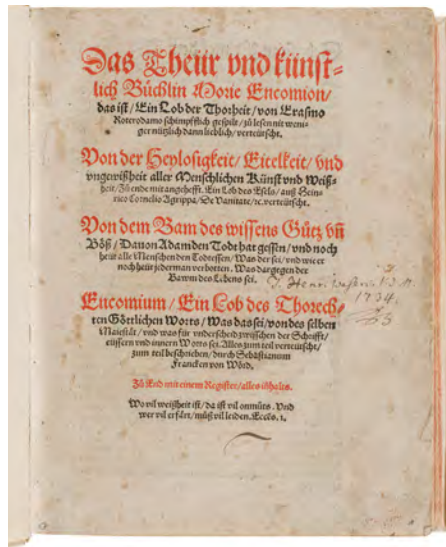 Das Theür vnd künst-
lich Büchlin Morie Encomion/
das ist/Ein Lob der Thorheit/von Erasmo
Roterodamo schimpfflich gespilt/zů lesen nit weni-
ger nützlich dann lieblich/verteütscht.
Von der Heylosigkeit/Eitelkeit/vnd
vngewißheit aller Menschlichen Künst vnd Weiß-
heit/Zů ende mit angehefft. Ein Lob des Esels/auß Hein-
rico Cornelio Agrippa/De Vanitate/ꝛc. verteütscht.
Von dem Bam des wissens Gůtz vñ
Böß/Dauon Adam den Todt hat gessen/vnd noch
heüt alle Menschen den Todt essen/Was der sei/vnd wie er
noch heüt jederman verbotten. Was dargegen der
Bawm des Lebens sei.
1734.
Encomium/Ein Lob des Thorech-
ten Göttlichen Worts/Was das sei/von des selben
Maiestät/vnd was für vnderscheid zwischen der Schrifft/
eüssern vnd innern Worts sei. Alles zum teil verteütscht/
zum teil beschriben/durch Sebastianum
Francken von Wörd.
Zů End mit einem Register/alles inhalts.
Wo vil weißheit ist/da ist vil onmůts. Vnd
wer vil erfärt/můß vil leiden. Eccls. 1.